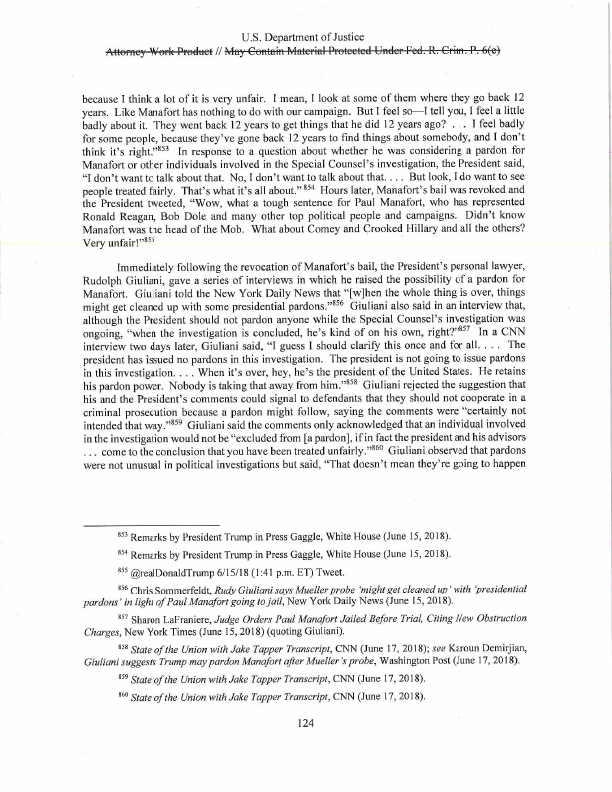 U.S. Department of Justice
Attorney Work Product // May Contain Material Protected Under Fed. R. Crim. P. 6(e)
because I think a lot of it is very unfair. I mean, I look at some of them where they go back 12
years. Like Manafort has nothing to do with our campaign. But I feel so—I tell you, I feel a little
badly about it. They went back 12 years to get things that he did 12 years ago? . . . I feel badly
for some people, because they've gone back 12 years to find things about somebody, and I don't
think it's right."853 In response to a question about whether he was considering a pardon for
Manafort or other individuals involved in the Special Counsel's investigation, the President said,
"I don't want to talk about that. No, I don't want to talk about that. . . . But look, I do want to see
people treated fairly. That's what it's all about." 854 Hours later, Manafort's bail was revoked and
the President tweeted, "Wow, what a tough sentence for Paul Manafort, who has represented
Ronald Reagan, Bob Dole and many other top political people and campaigns. Didn't know
Manafort was the head of the Mob. What about Comey and Crooked Hillary and all the others?
Very unfair!"855
Immediately following the revocation of Manafort's bail, the President's personal lawyer,
Rudolph Giuliani, gave a series of interviews in which he raised the possibility of a pardon for
Manafort. Giuliani told the New York Daily News that "[w]hen the whole thing is over, things
might get cleaned up with some presidential pardons."856 Giuliani also said in an interview that,
although the President should not pardon anyone while the Special Counsel's investigation was
ongoing, "when the investigation is concluded, he's kind of on his own, right?"857 In a CNN
interview two days later, Giuliani said, "I guess I should clarify this once and for all. . . . The
president has issued no pardons in this investigation. The president is not going to issue pardons
in this investigation. . . . When it's over, hey, he's the president of the United States. He retains
his pardon power. Nobody is taking that away from him."858 Giuliani rejected the suggestion that
his and the President's comments could signal to defendants that they should not cooperate in a
criminal prosecution because a pardon might follow, saying the comments were "certainly not
intended that way."859 Giuliani said the comments only acknowledged that an individual involved
in the investigation would not be "excluded from [a pardon], if in fact the president and his advisors
. . . come to the conclusion that you have been treated unfairly."860 Giuliani observed that pardons
were not unusual in political investigations but said, "That doesn't mean they're going to happen
853 Remarks by President Trump in Press Gaggle, White House (June 15, 2018).
854 Remarks by President Trump in Press Gaggle, White House (June 15, 2018).
855 @realDonaldTrump 6/15/18 (1:41 p.m. ET) Tweet.
856 Chris Sommerfeldt, Rudy Giuliani says Mueller probe 'might get cleaned up' with 'presidential
pardons' in light of Paul Manafort going to jail, New York Daily News (June 15, 2018).
857 Sharon LaFraniere, Judge Orders Paul Manafort Jailed Before Trial, Citing New Obstruction
Charges, New York Times (June 15, 2018) (quoting Giuliani).
858 State of the Union with Jake Tapper Transcript, CNN (June 17, 2018); see Karoun Demirjian,
Giuliani suggests Trump may pardon Manafort after Mueller's probe, Washington Post (June 17, 2018).
859 State of the Union with Jake Tapper Transcript, CNN (June 17, 2018).
860 State of the Union with Jake Tapper Transcript, CNN (June 17, 2018).
124